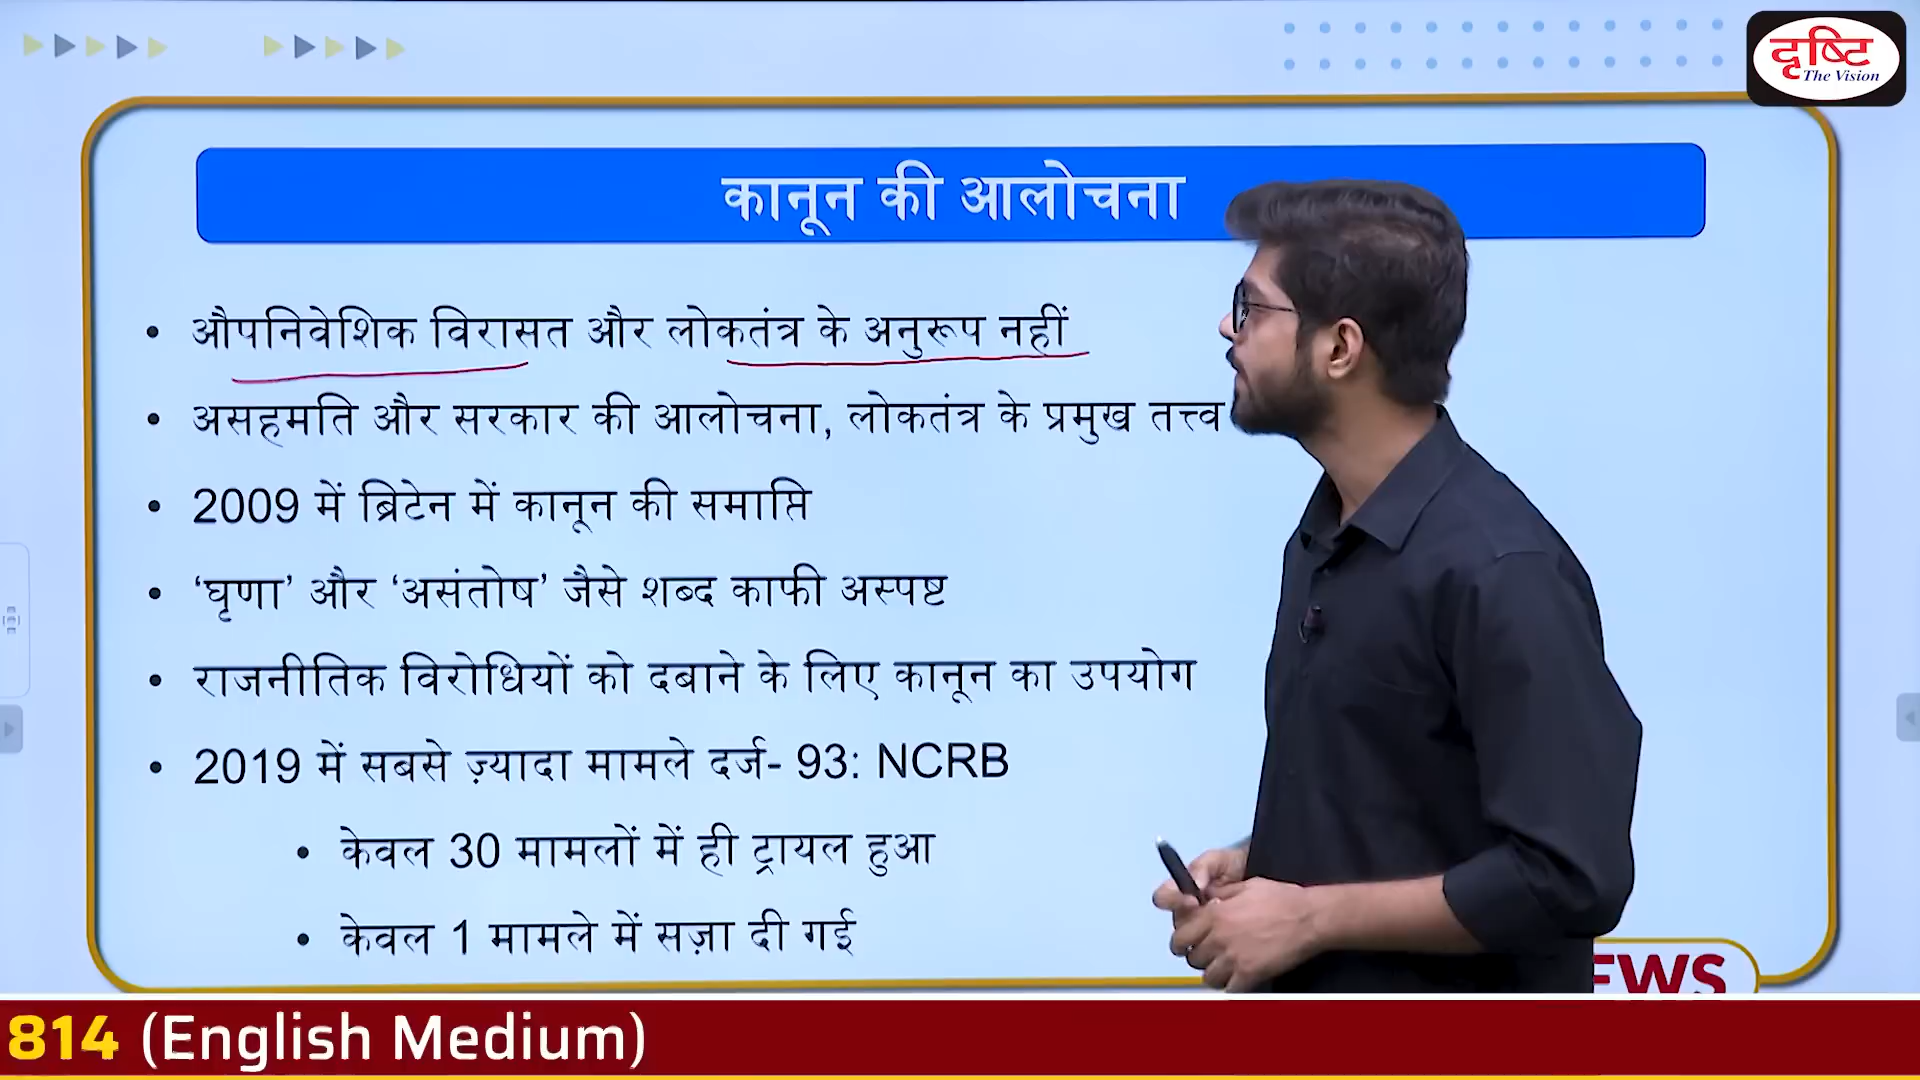 दृष्टि
The Vision
कानून की आलोचना
• औपनिवेशिक विरासत और लोकतंत्र के अनुरूप नहीं
• असहमति और सरकार की आलोचना, लोकतंत्र के प्रमुख तत्त्व
• 2009 में ब्रिटेन में कानून की समाप्ति
• ‘घृणा’ और ‘असंतोष’ जैसे शब्द काफी अस्पष्ट
• राजनीतिक विरोधियों को दबाने के लिए कानून का उपयोग
• 2019 में सबसे ज़्यादा मामले दर्ज- 93: NCRB
• केवल 30 मामलों में ही ट्रायल हुआ
• केवल 1 मामले में सज़ा दी गई
814 (English Medium)